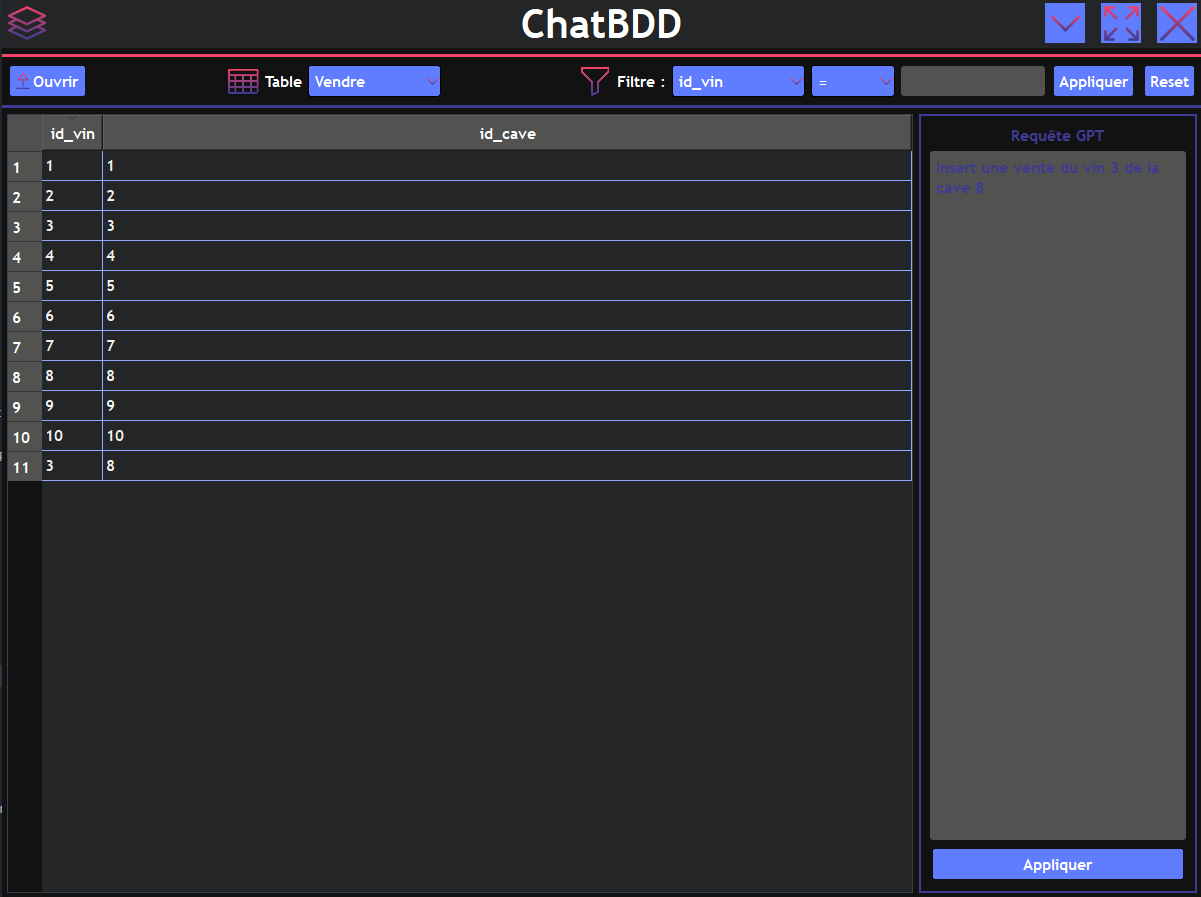 ChatBDD
Ouvrir Table Vendre Filtre : id_vin = Appliquer Reset
id_vin id_cave
1 1 1
2 2 2
3 3 3
4 4 4
5 5 5
6 6 6
7 7 7
8 8 8
9 9 9
10 10 10
11 3 8
Requête GPT
Insert une vente du vin 3 de la
cave 8
Appliquer